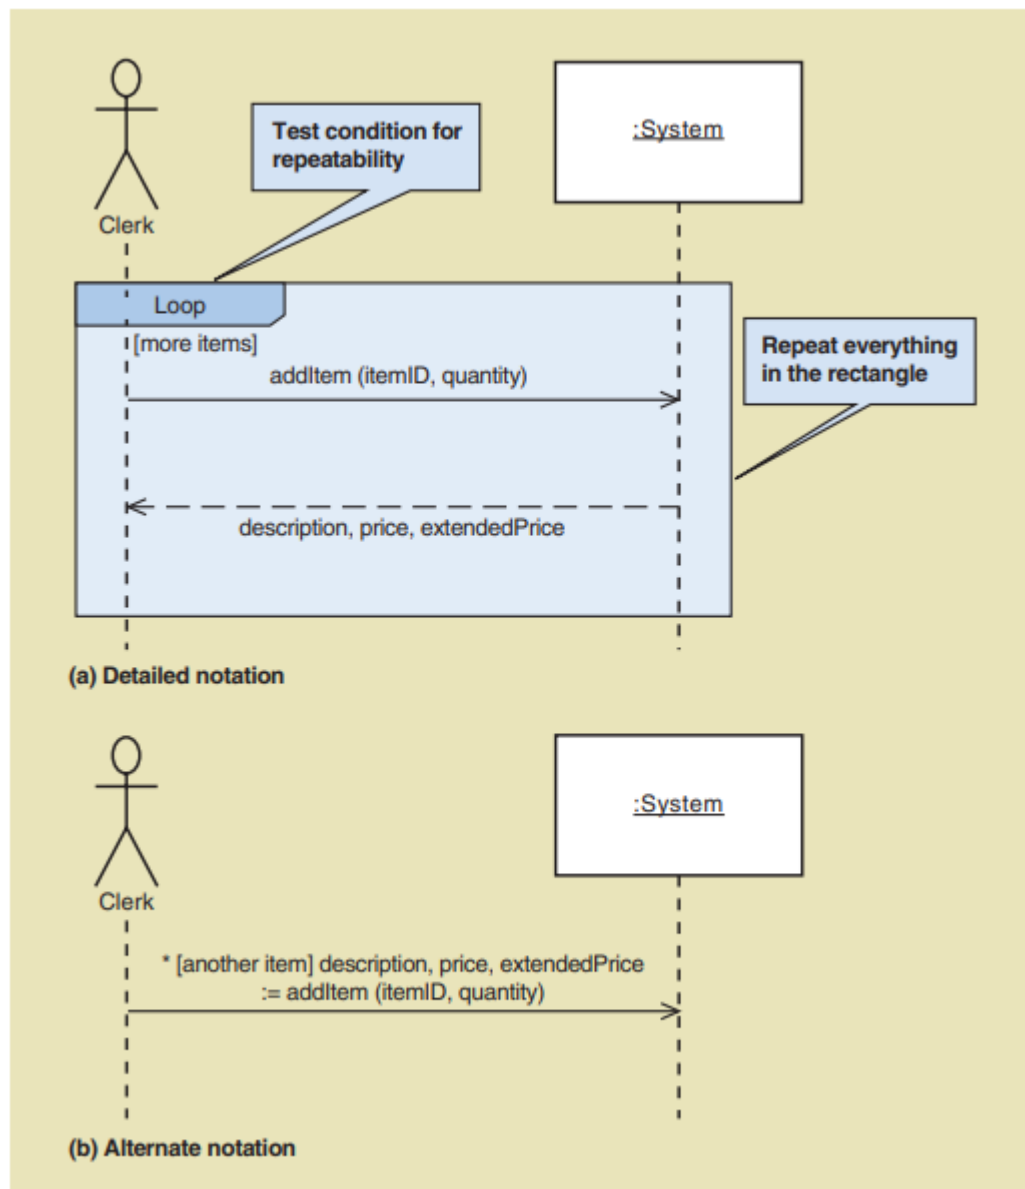 Test condition for
repeatability
:System
Clerk
Loop
[more items]
addItem (itemID, quantity)
Repeat everything
in the rectangle
description, price, extendedPrice
(a) Detailed notation
:System
Clerk
* [another item] description, price, extendedPrice
:= addItem (itemID, quantity)
(b) Alternate notation